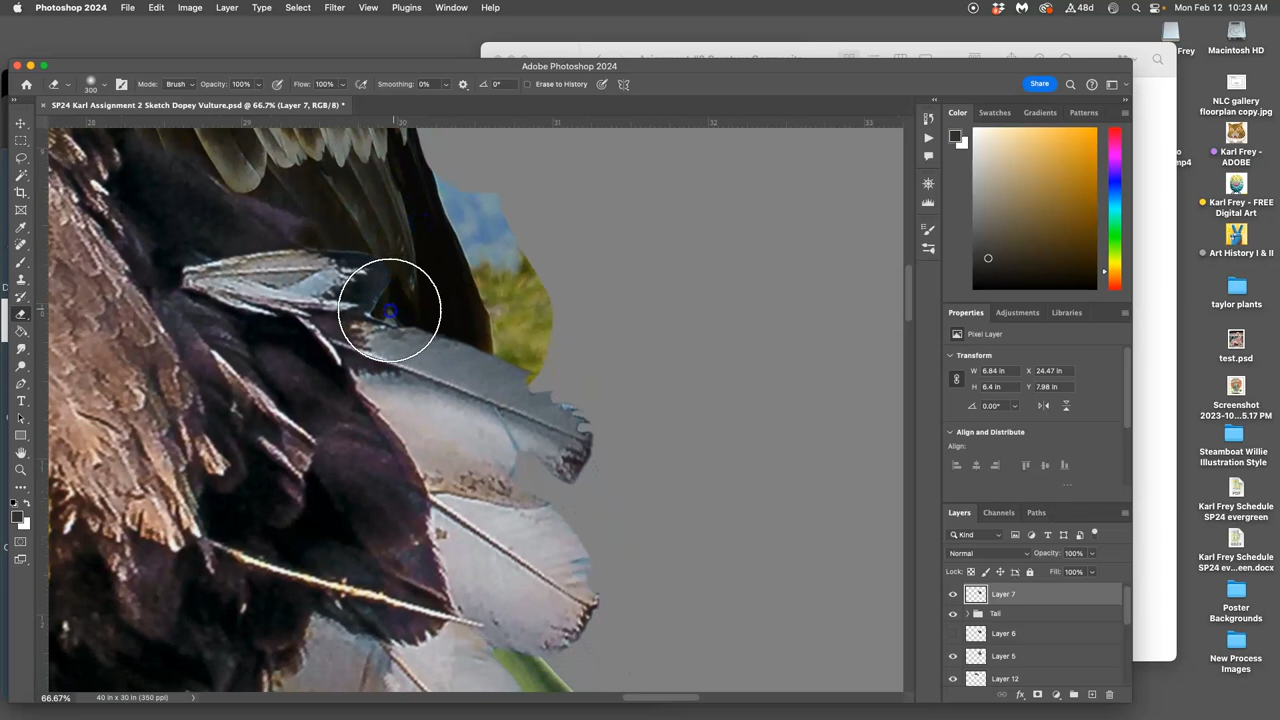 Photoshop 2024 File Edit Image Layer Type Select Filter View Plugins Window Help 48d Mon Feb 12 10:23 AM
Adobe Photoshop 2024
300 Mode: Brush Opacity: 100% Flow: 100% Smoothing: 0% 0° Erase to History Share
SP24 Karl Assignment 2 Sketch Dopey Vulture.psd @ 66.7% (Layer 7, RGB/8) *
28 29 30 31 32 33
Color Swatches Gradients Patterns
Properties Adjustments Libraries
Pixel Layer
Transform
W 6.84 in X 24.47 in
H 6.4 in Y 7.98 in
0.00°
Align and Distribute
Align:
Layers Channels Paths
Kind
Normal Opacity: 100%
Lock: Fill: 100%
Layer 7
Tail
Layer 6
Layer 5
Layer 12
66.67% 40 in x 30 in (350 ppi)
Frey
Macintosh HD
NLC gallery
floorplan copy.jpg
Karl Frey -
ADOBE
Karl Frey - FREE
Digital Art
Art History I & II
taylor plants
test.psd
Screenshot
2023-10...5.17 PM
Steamboat Willie
Illustration Style
Karl Frey Schedule
SP24 evergreen
Karl Frey Schedule
SP24 ev...een.docx
Poster
Backgrounds
New Process
Images